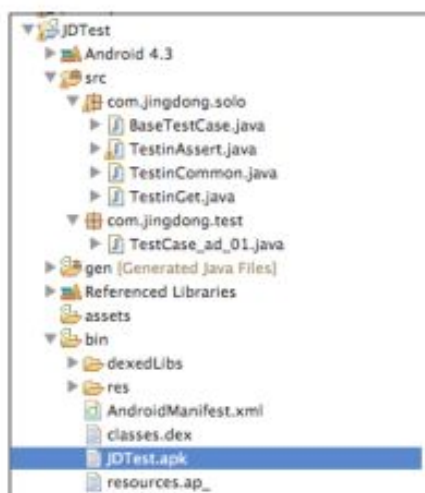 JDTest
Android 4.3
src
com.jingdong.solo
BaseTestCase.java
TestinAssert.java
TestinCommon.java
TestinGet.java
com.jingdong.test
TestCase_ad_01.java
gen [Generated Java Files]
Referenced Libraries
assets
bin
dexedLibs
res
AndroidManifest.xml
classes.dex
JDTest.apk
resources.ap_